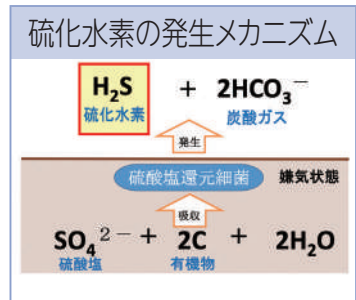 硫化水素の発生メカニズム
H₂S + 2HCO₃⁻
硫化水素 炭酸ガス
発生
硫酸塩還元細菌 嫌気状態
吸収
SO₄²⁻ + 2C + 2H₂O
硫酸塩 有機物